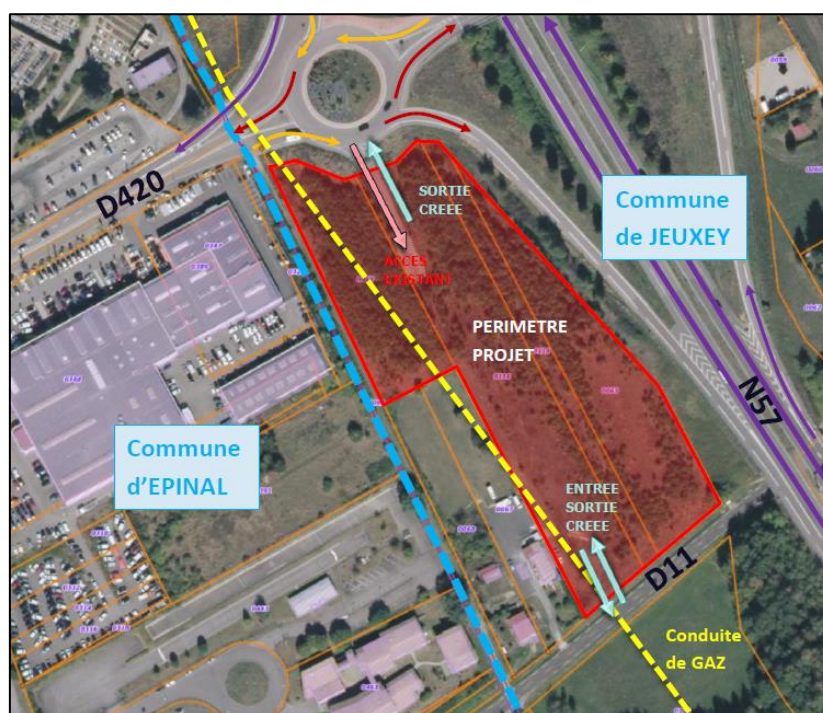 D420
SORTIE
CREEE
ACCES
EXISTANT
Commune
de JEUXEY
PERIMETRE
PROJET
N57
Commune
d'EPINAL
ENTREE
SORTIE
CREEE
D11
Conduite
de GAZ